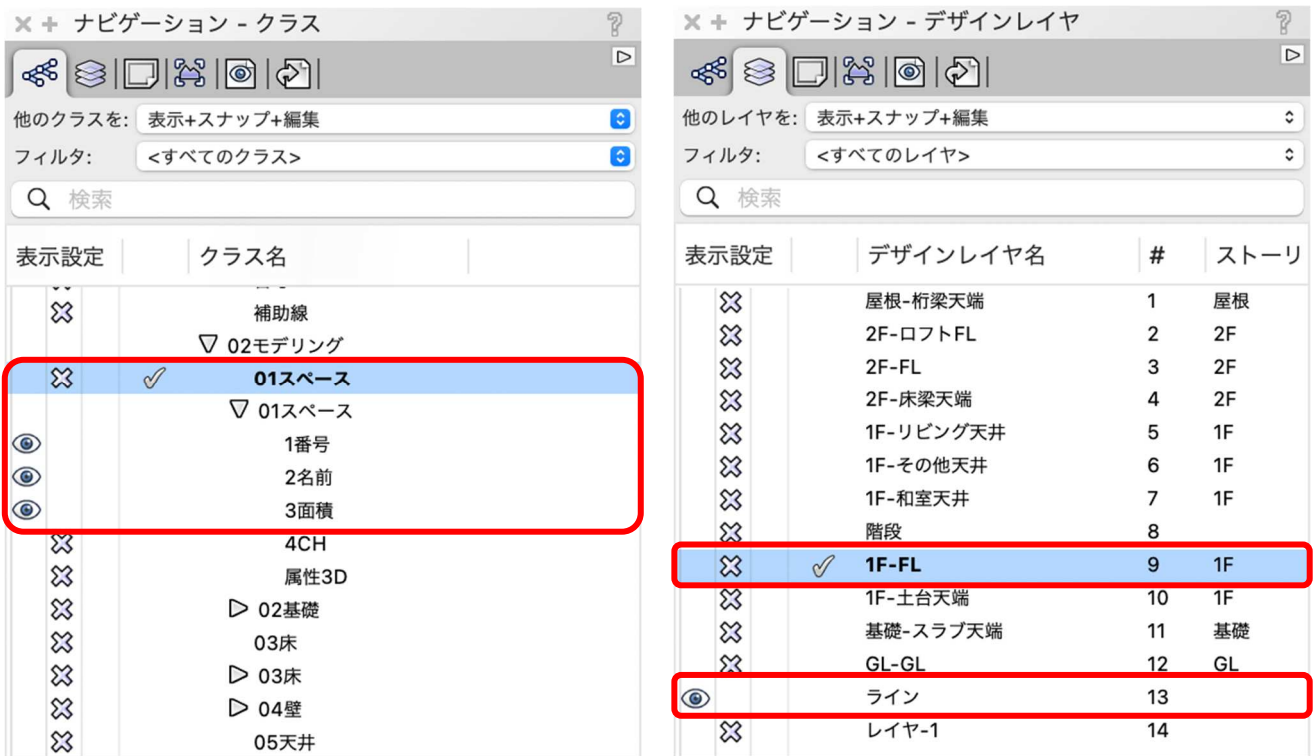 ナビゲーション - クラス
他のクラスを: 表示+スナップ+編集
フィルタ: <すべてのクラス>
検索
表示設定 クラス名
補助線
02モデリング
01スペース
01スペース
1番号
2名前
3面積
4CH
属性3D
02基礎
03床
03床
04壁
05天井
ナビゲーション - デザインレイヤ
他のレイヤを: 表示+スナップ+編集
フィルタ: <すべてのレイヤ>
検索
表示設定 デザインレイヤ名 # ストーリ
屋根-桁梁天端 1 屋根
2F-ロフトFL 2 2F
2F-FL 3 2F
2F-床梁天端 4 2F
1F-リビング天井 5 1F
1F-その他天井 6 1F
1F-和室天井 7 1F
階段 8
1F-FL 9 1F
1F-土台天端 10 1F
基礎-スラブ天端 11 基礎
GL-GL 12 GL
ライン 13
レイヤ-1 14